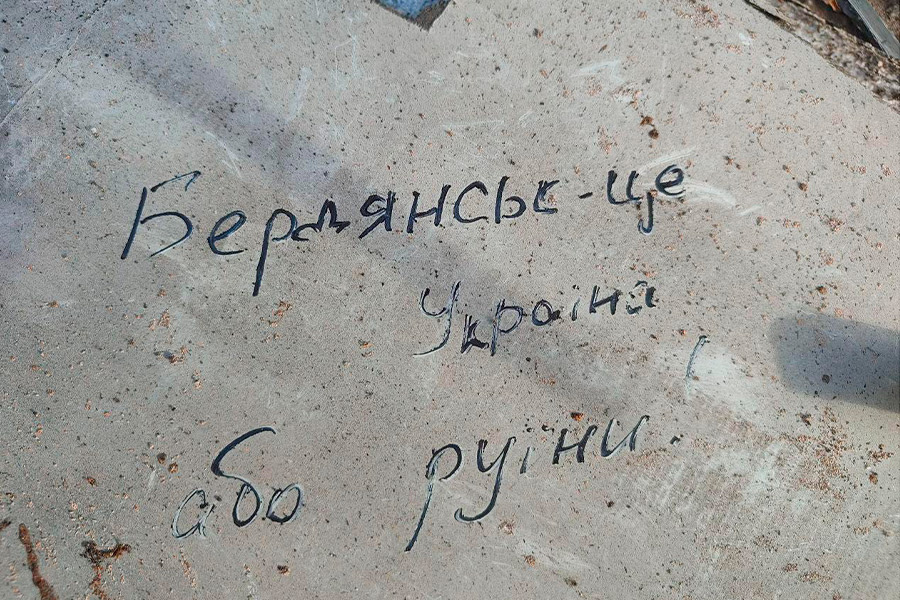 Бердянськ-це
Україна
або руїни!